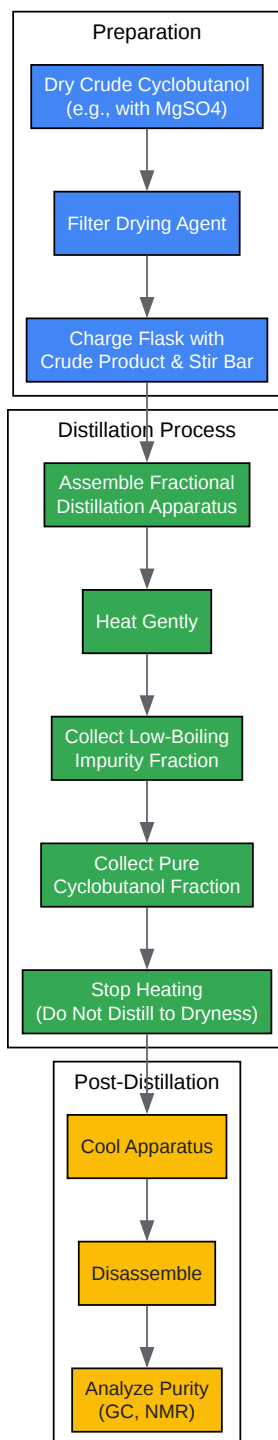 Preparation
Dry Crude Cyclobutanol
(e.g., with MgSO4)
Filter Drying Agent
Charge Flask with
Crude Product & Stir Bar
Distillation Process
Assemble Fractional
Distillation Apparatus
Heat Gently
Collect Low-Boiling
Impurity Fraction
Collect Pure
Cyclobutanol Fraction
Stop Heating
(Do Not Distill to Dryness)
Post-Distillation
Cool Apparatus
Disassemble
Analyze Purity
(GC, NMR)